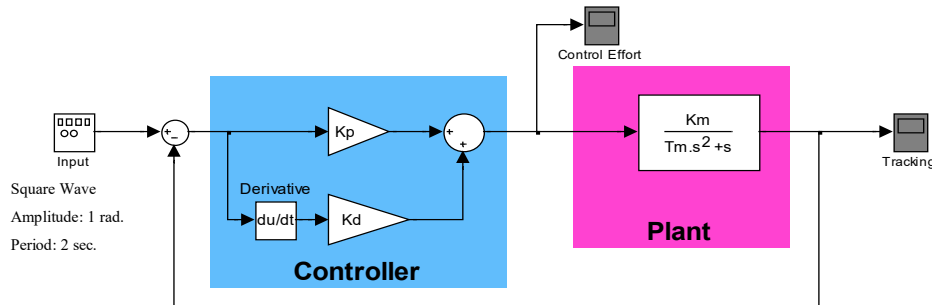 Control Effort
+
−
Kp
+
+
Km
Tm.s² +s
Input
Tracking
Square Wave
Derivative
Amplitude: 1 rad.
du/dt
Kd
Plant
Period: 2 sec.
Controller